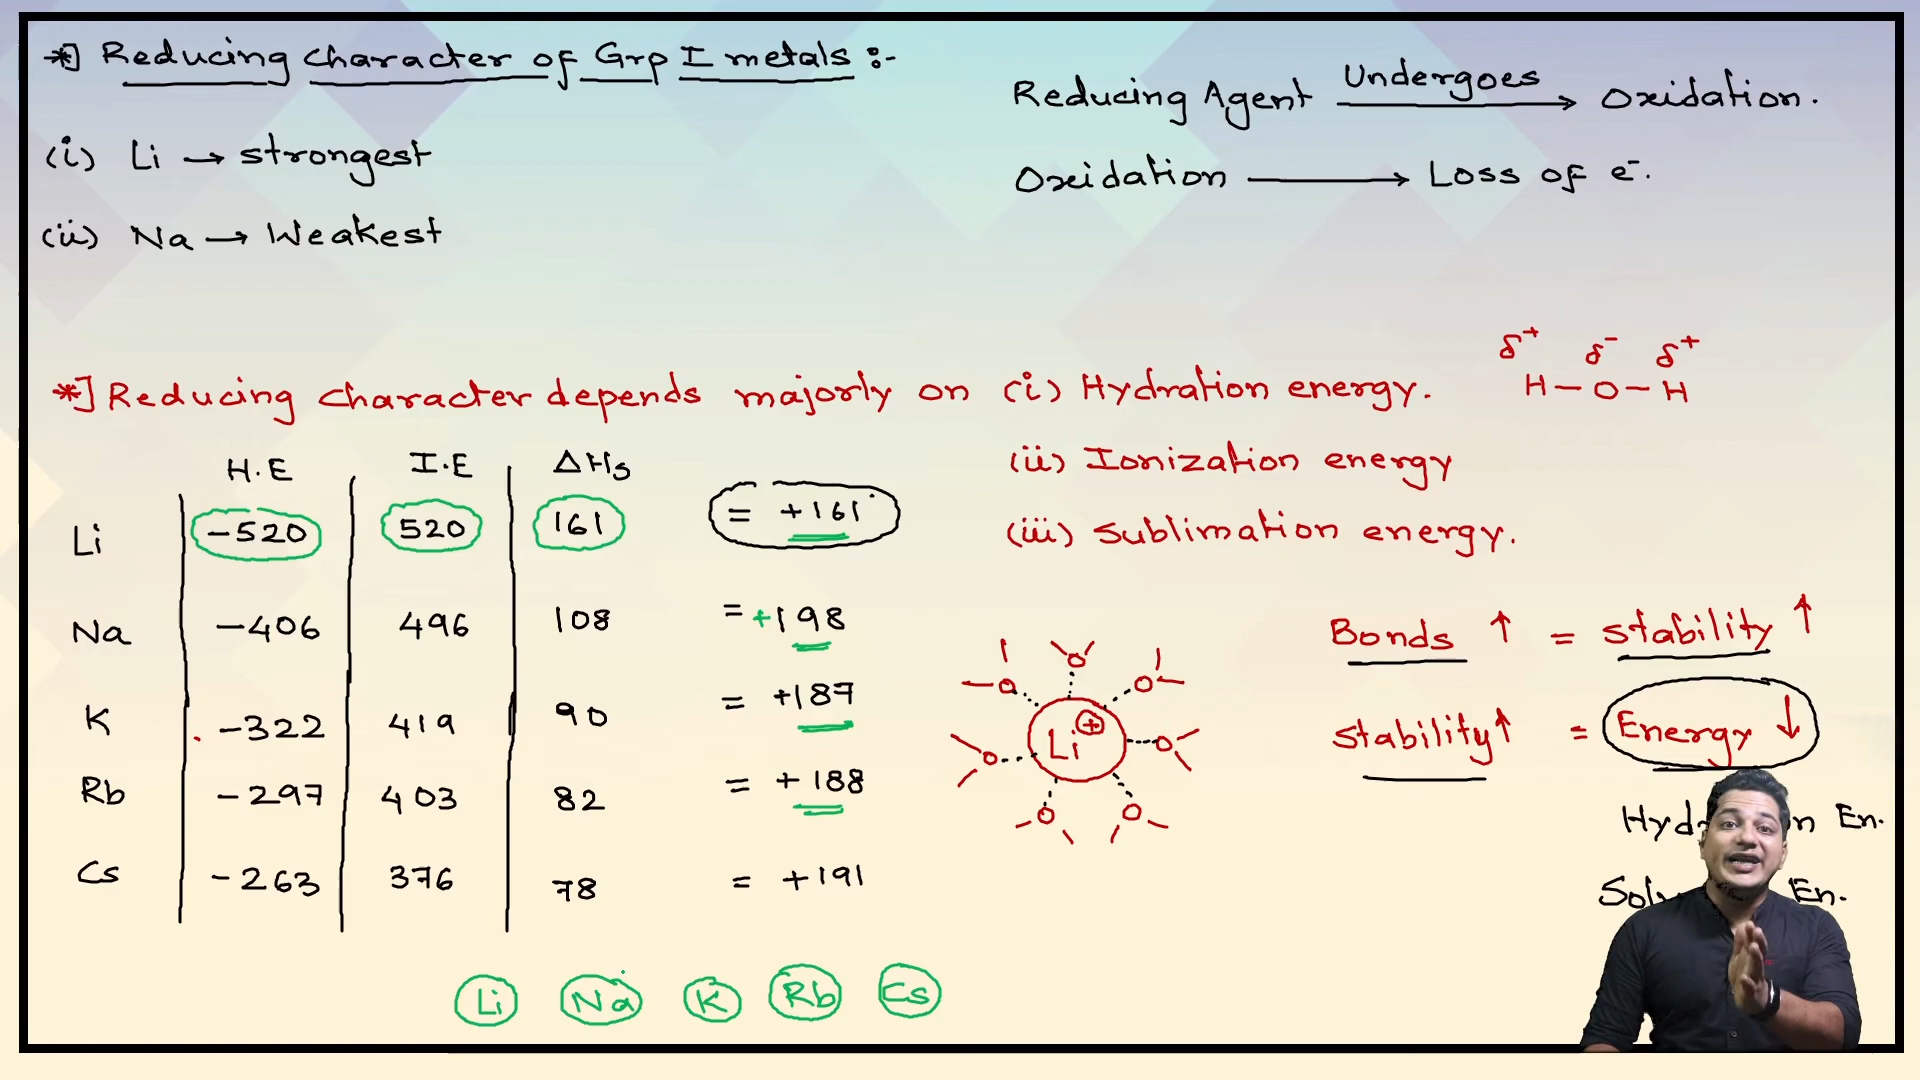 *] Reducing character of Grp I metals :-
(i) Li → strongest
(ii) Na → Weakest
Reducing Agent Undergoes → Oxidation.
Oxidation → Loss of e⁻.
*] Reducing character depends majorly on (i) Hydration energy.
(ii) Ionization energy
(iii) Sublimation energy.
δ⁺ δ⁻ δ⁺
H – O – H
H.E I.E ΔHs
Li -520 520 161 = +161
Na -406 496 108 = +198
K -322 419 90 = +187
Rb -297 403 82 = +188
Cs -263 376 78 = +191
Li Na K Rb Cs
O O O
O Li + O
O O
Bonds ↑ = stability ↑
stability ↑ = Energy ↓
En.
En.